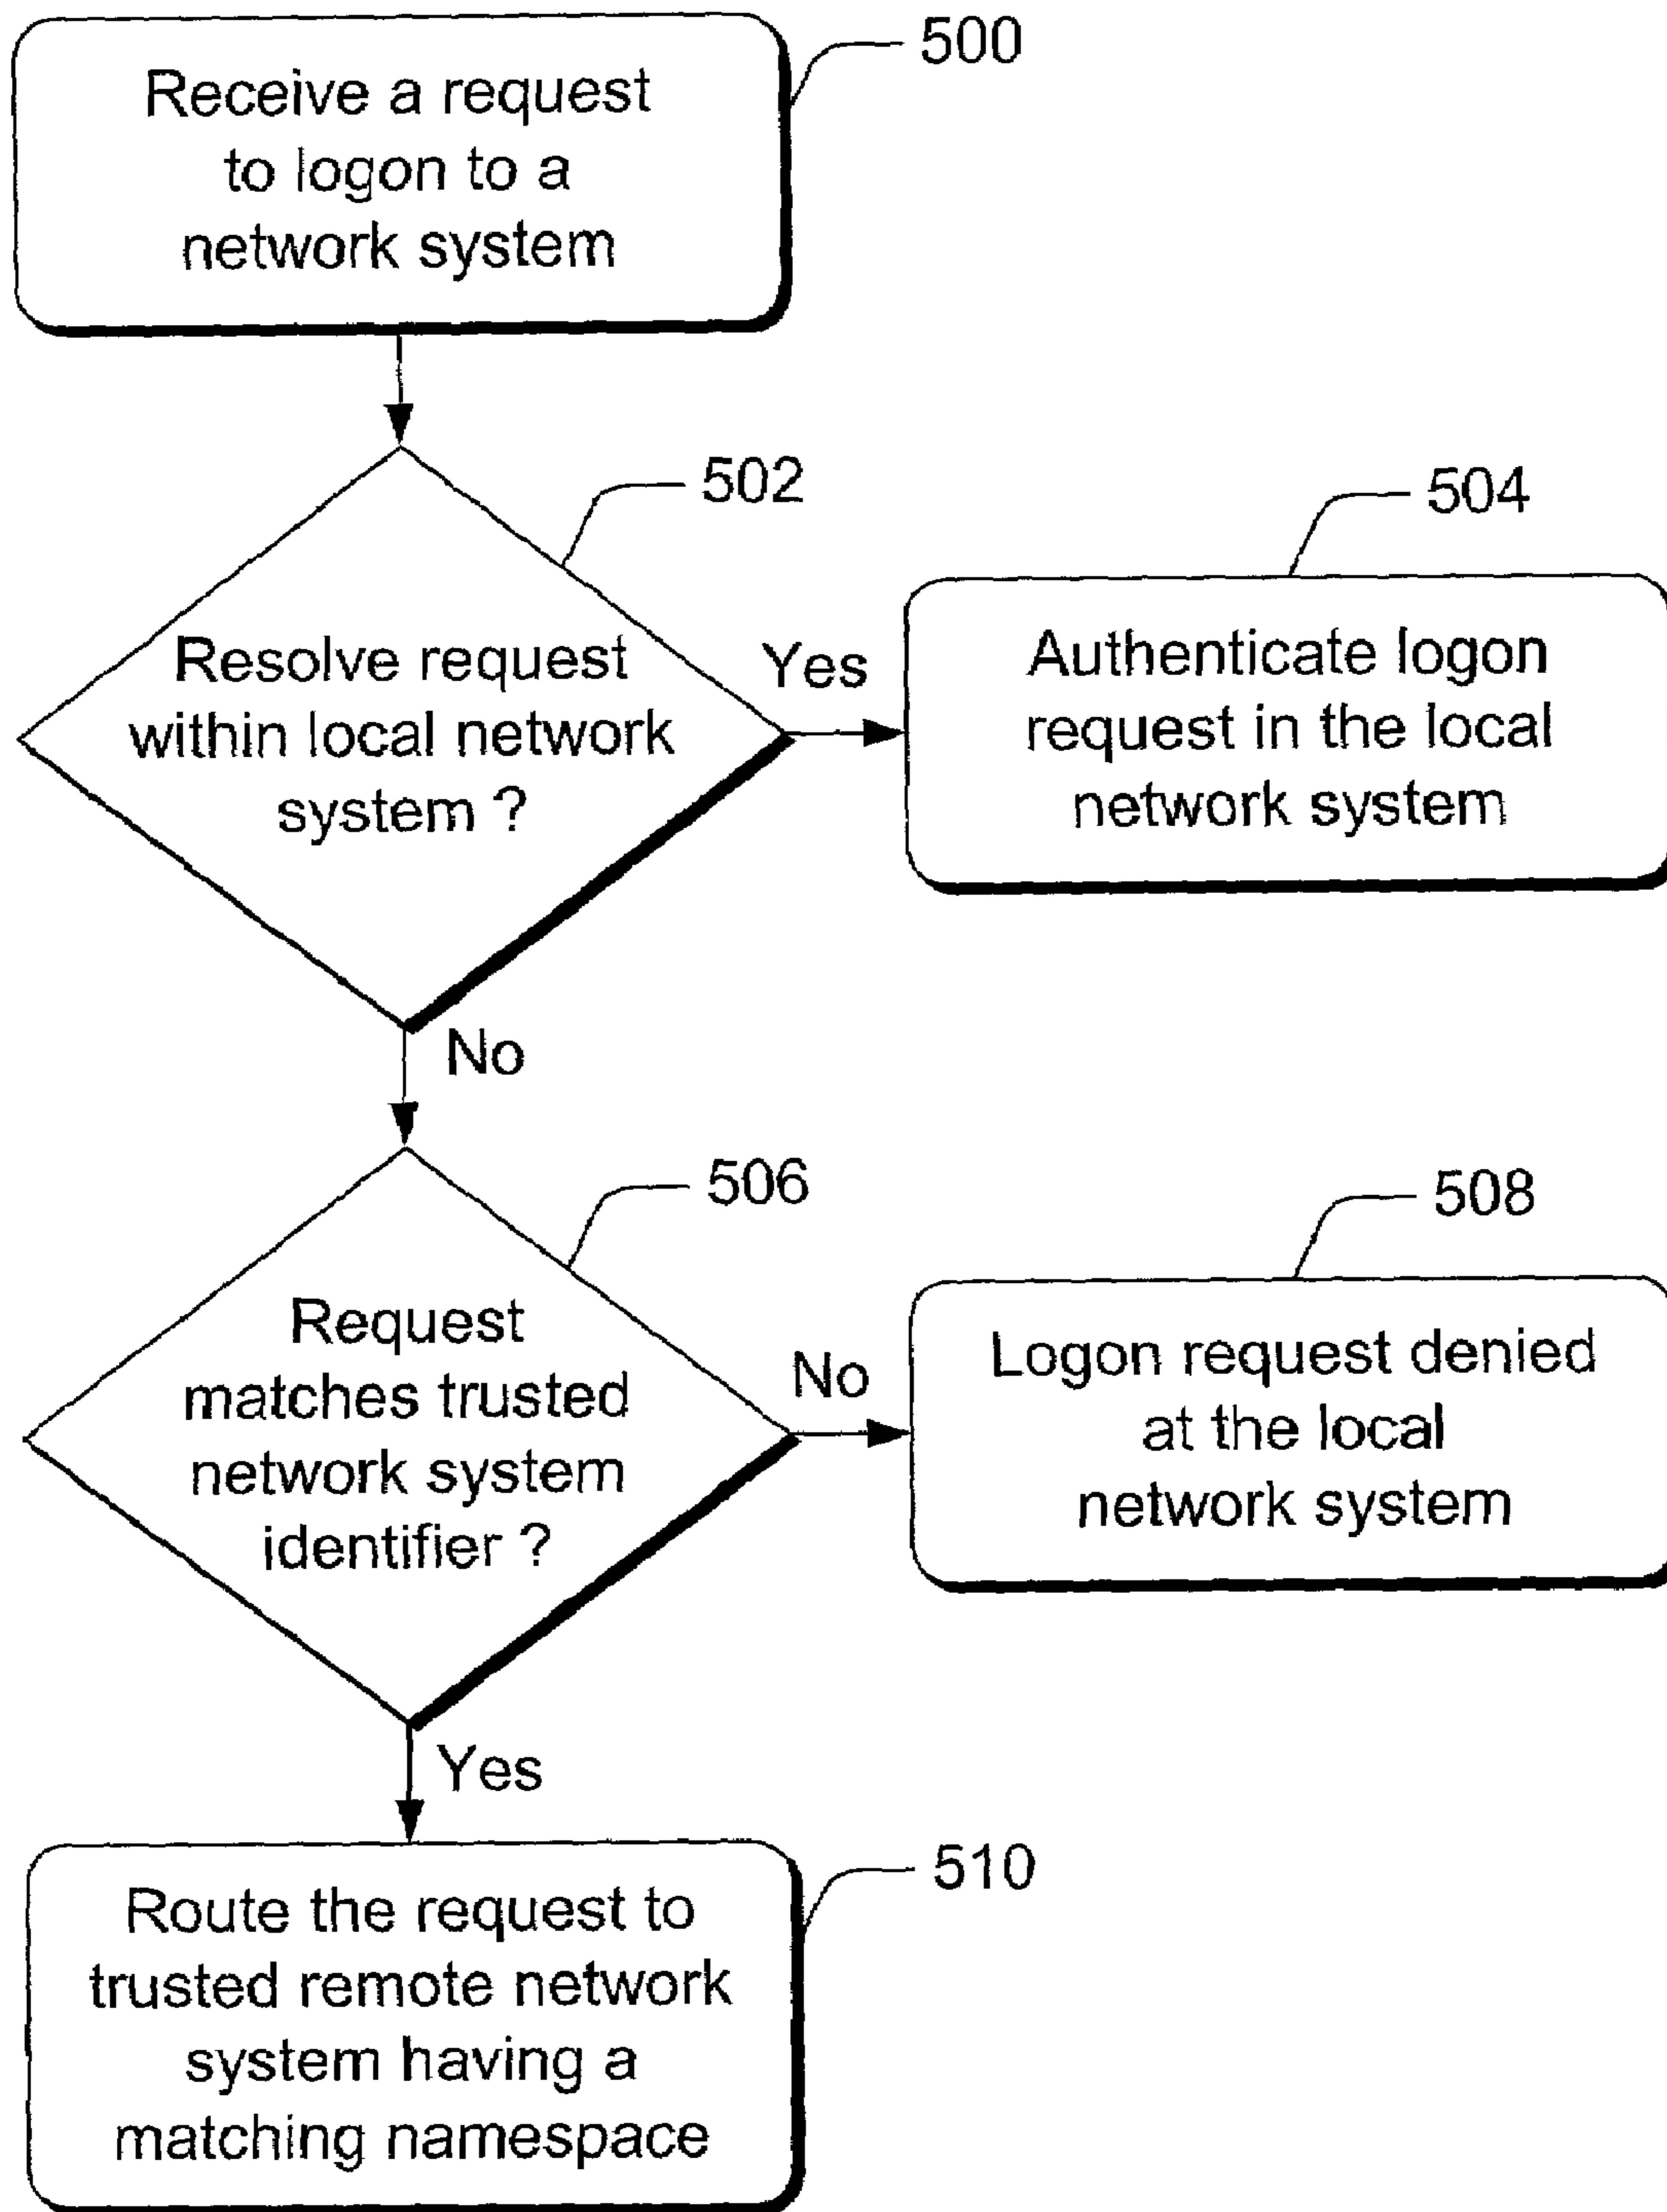 500
Receive a request
to logon to a
network system
502
Resolve request
within local network
system ?
Yes
504
Authenticate logon
request in the local
network system
No
506
Request
matches trusted
network system
identifier ?
No
508
Logon request denied
at the local
network system
Yes
510
Route the request to
trusted remote network
system having a
matching namespace